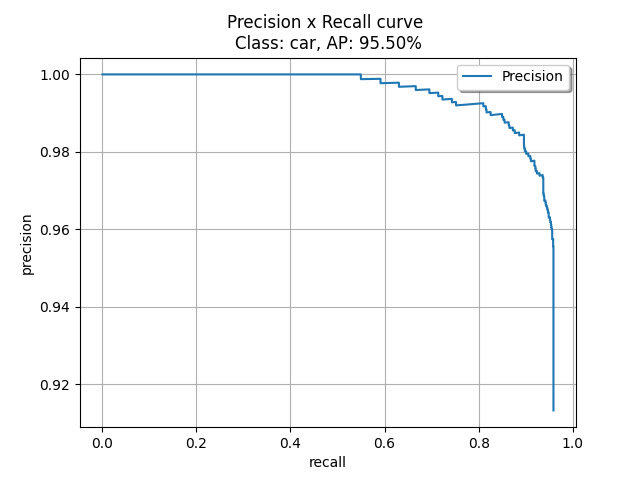 Precision x Recall curve
Class: car, AP: 95.50%
Precision
1.00
0.98
0.96
0.94
0.92
precision
0.0 0.2 0.4 0.6 0.8 1.0
recall